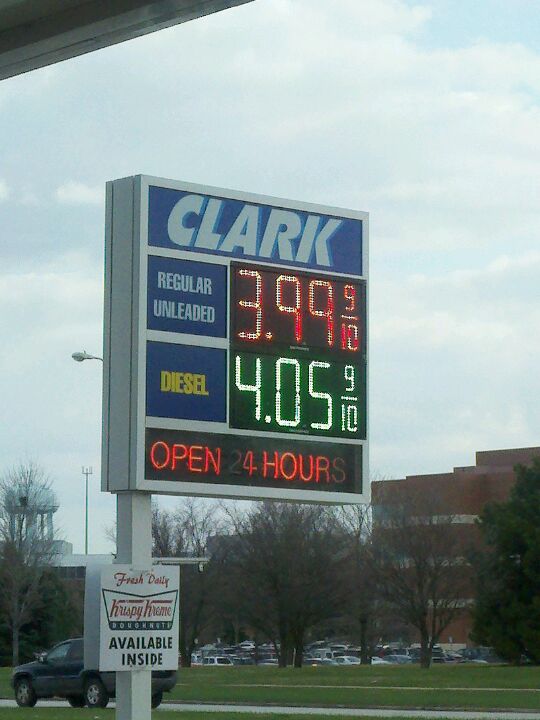 CLARK
REGULAR
UNLEADED
3.99 9/10
DIESEL
4.05 9/10
OPEN 24 HOURS
Fresh Daily
Krispy Kreme
DOUGHNUTS
AVAILABLE
INSIDE